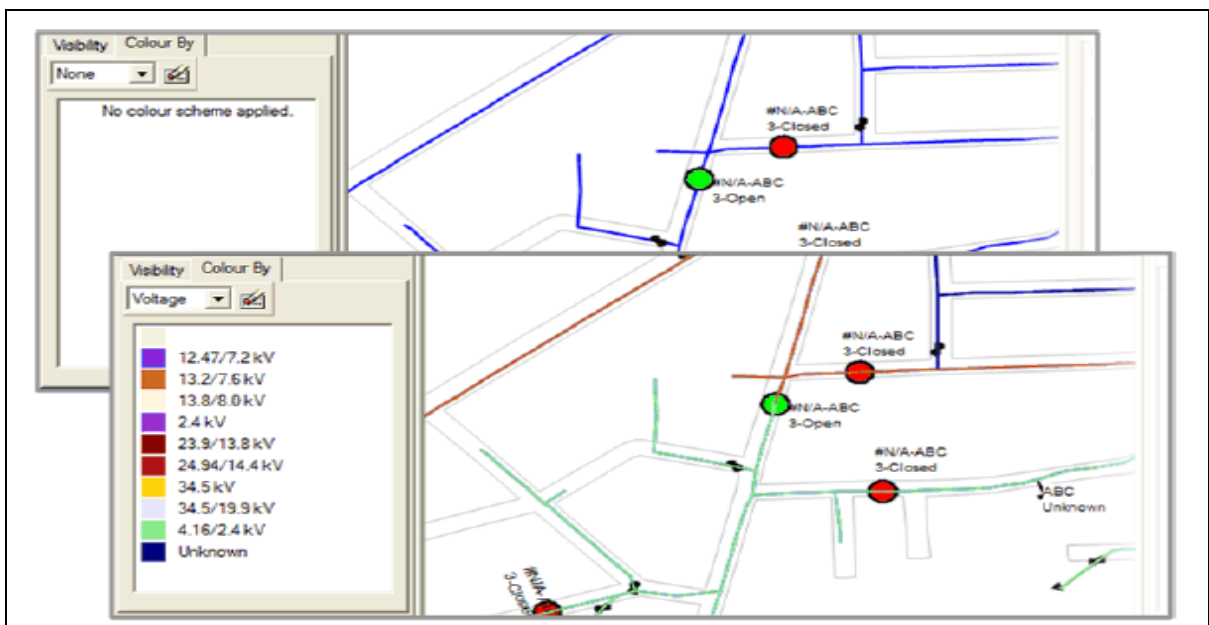 Visibility Colour By
None
No colour scheme applied.
#N/A-ABC
3-Closed
#N/A-ABC
3-Open
#N/A-ABC
3-Closed
Visibility Colour By
Voltage
12.47/7.2 kV
13.2/7.6 kV
13.8/8.0 kV
2.4 kV
23.9/13.8 kV
24.94/14.4 kV
34.5 kV
34.5/19.9 kV
4.16/2.4 kV
Unknown
#N/A-ABC
3-Closed
#N/A-ABC
3-Open
#N/A-ABC
3-Closed
ABC
Unknown